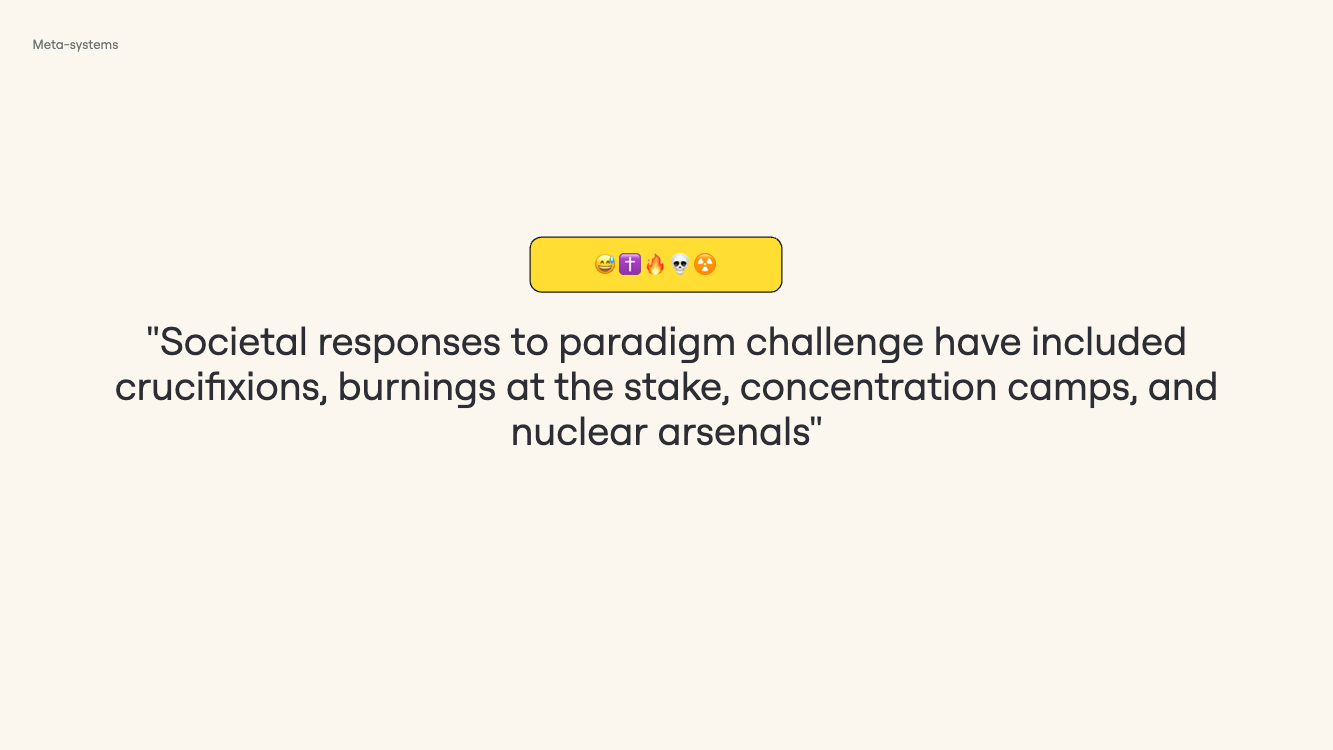 Meta-systems
😅✝️🔥💀☢️
"Societal responses to paradigm challenge have included
crucifixions, burnings at the stake, concentration camps, and
nuclear arsenals"